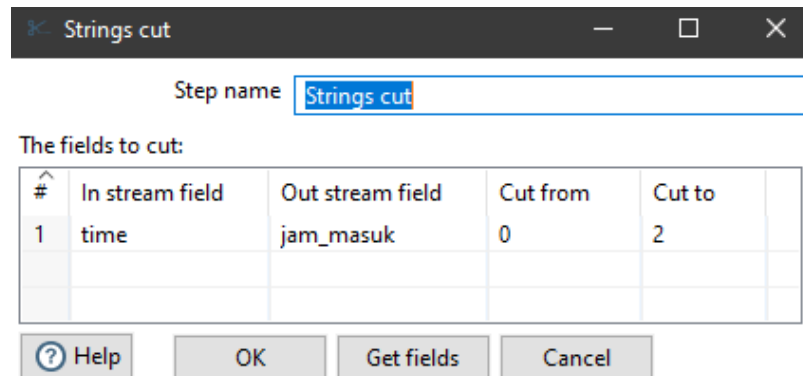 Strings cut
Step name Strings cut
The fields to cut:
# In stream field Out stream field Cut from Cut to
1 time jam_masuk 0 2
Help OK Get fields Cancel